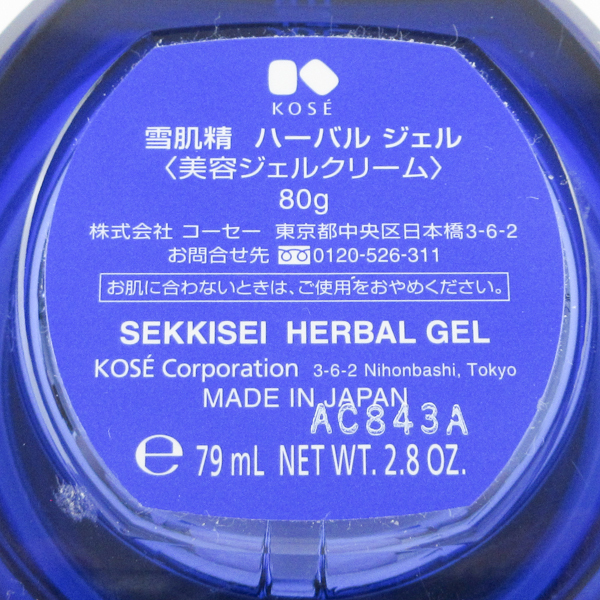 KOSÉ
雪肌精 ハーバル ジェル
〈美容ジェルクリーム〉
80g
株式会社 コーセー 東京都中央区日本橋3-6-2
お問合せ先 0120-526-311
お肌に合わないときは、ご使用をおやめください。
SEKKISEI HERBAL GEL
KOSÉ Corporation 3-6-2 Nihonbashi, Tokyo
MADE IN JAPAN
AC843A
℮ 79 mL NET WT. 2.8 OZ.